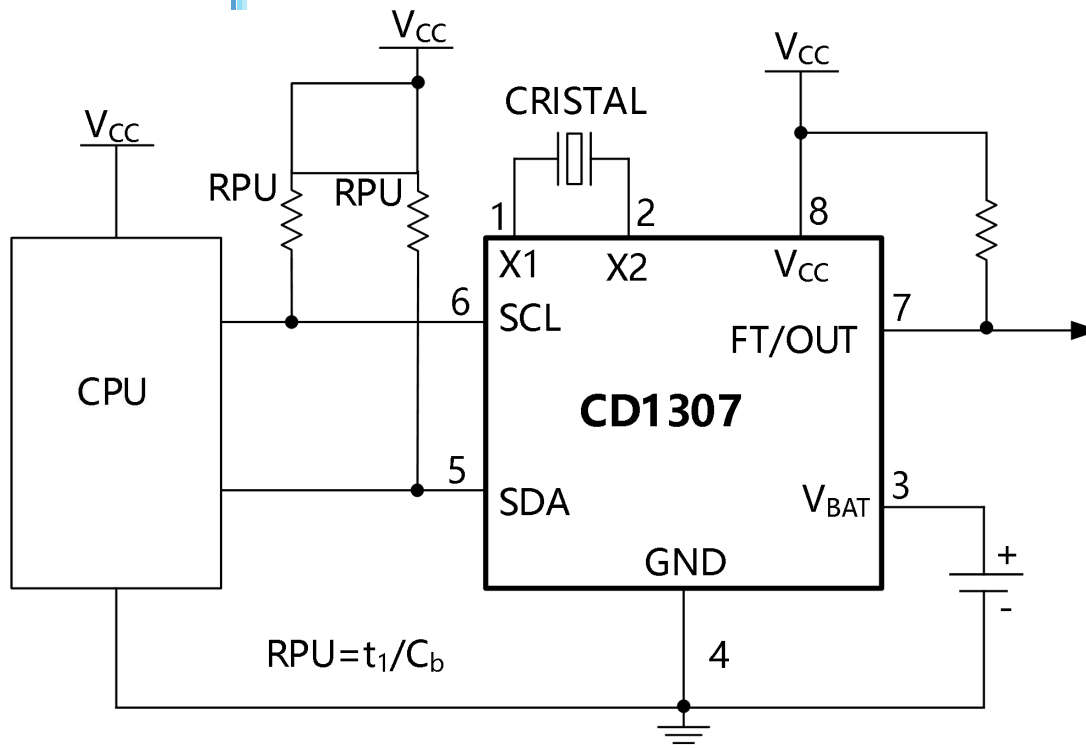 VCC
VCC
VCC
CRISTAL
RPU
RPU
1
2
8
X1
X2
VCC
6
SCL
7
FT/OUT
CPU
CD1307
5
SDA
3
VBAT
GND
+
-
RPU=t1/Cb
4